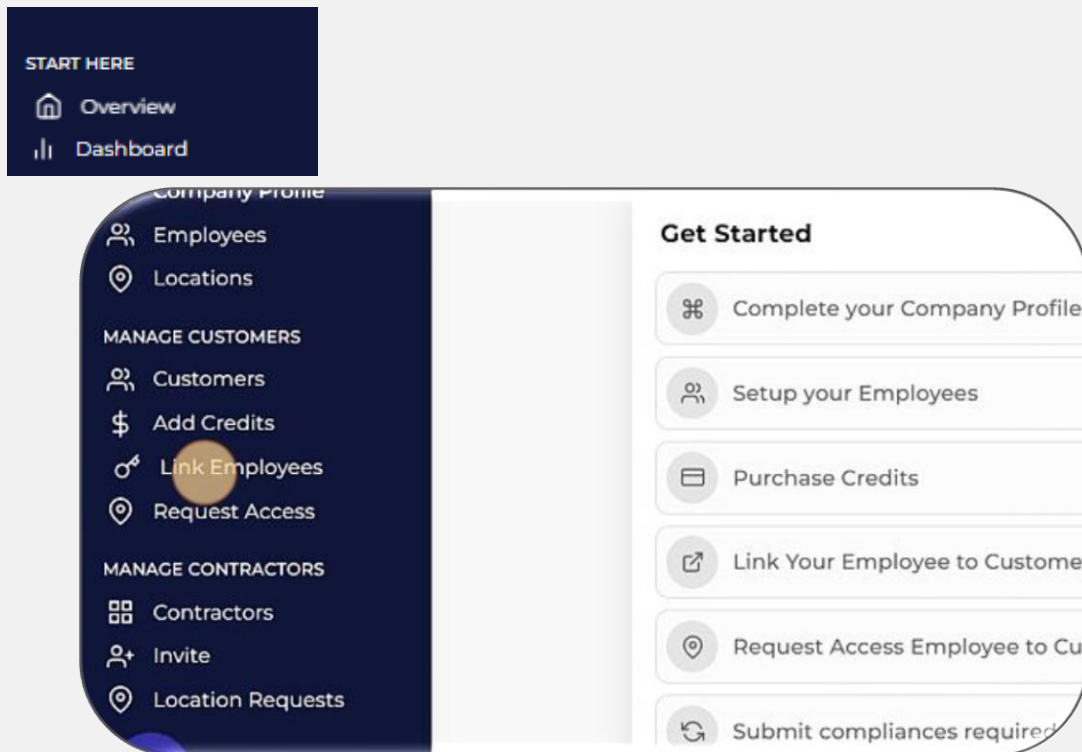 START HERE
Overview
Dashboard
Company Profile
Employees
Locations
MANAGE CUSTOMERS
Customers
Add Credits
Link Employees
Request Access
MANAGE CONTRACTORS
Contractors
Invite
Location Requests
Get Started
Complete your Company Profile
Setup your Employees
Purchase Credits
Link Your Employee to Custome
Request Access Employee to Cu
Submit compliances required